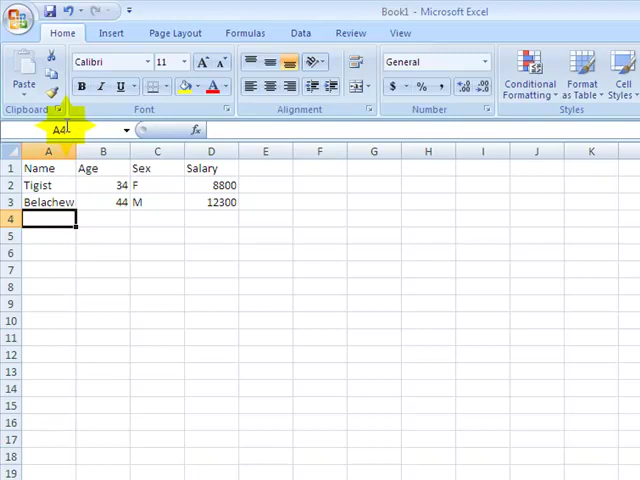 Book1 - Microsoft Excel
Home Insert Page Layout Formulas Data Review View
Calibri 11 General
Paste B I U $ % , Conditional Formatting Format as Table Cell Styles
Clipboard Font Alignment Number Styles
A4 fx
A B C D E F G H I J K L
1 Name Age Sex Salary
2 Tigist 34 F 8800
3 Belachew 44 M 12300
4
5
6
7
8
9
10
11
12
13
14
15
16
17
18
19